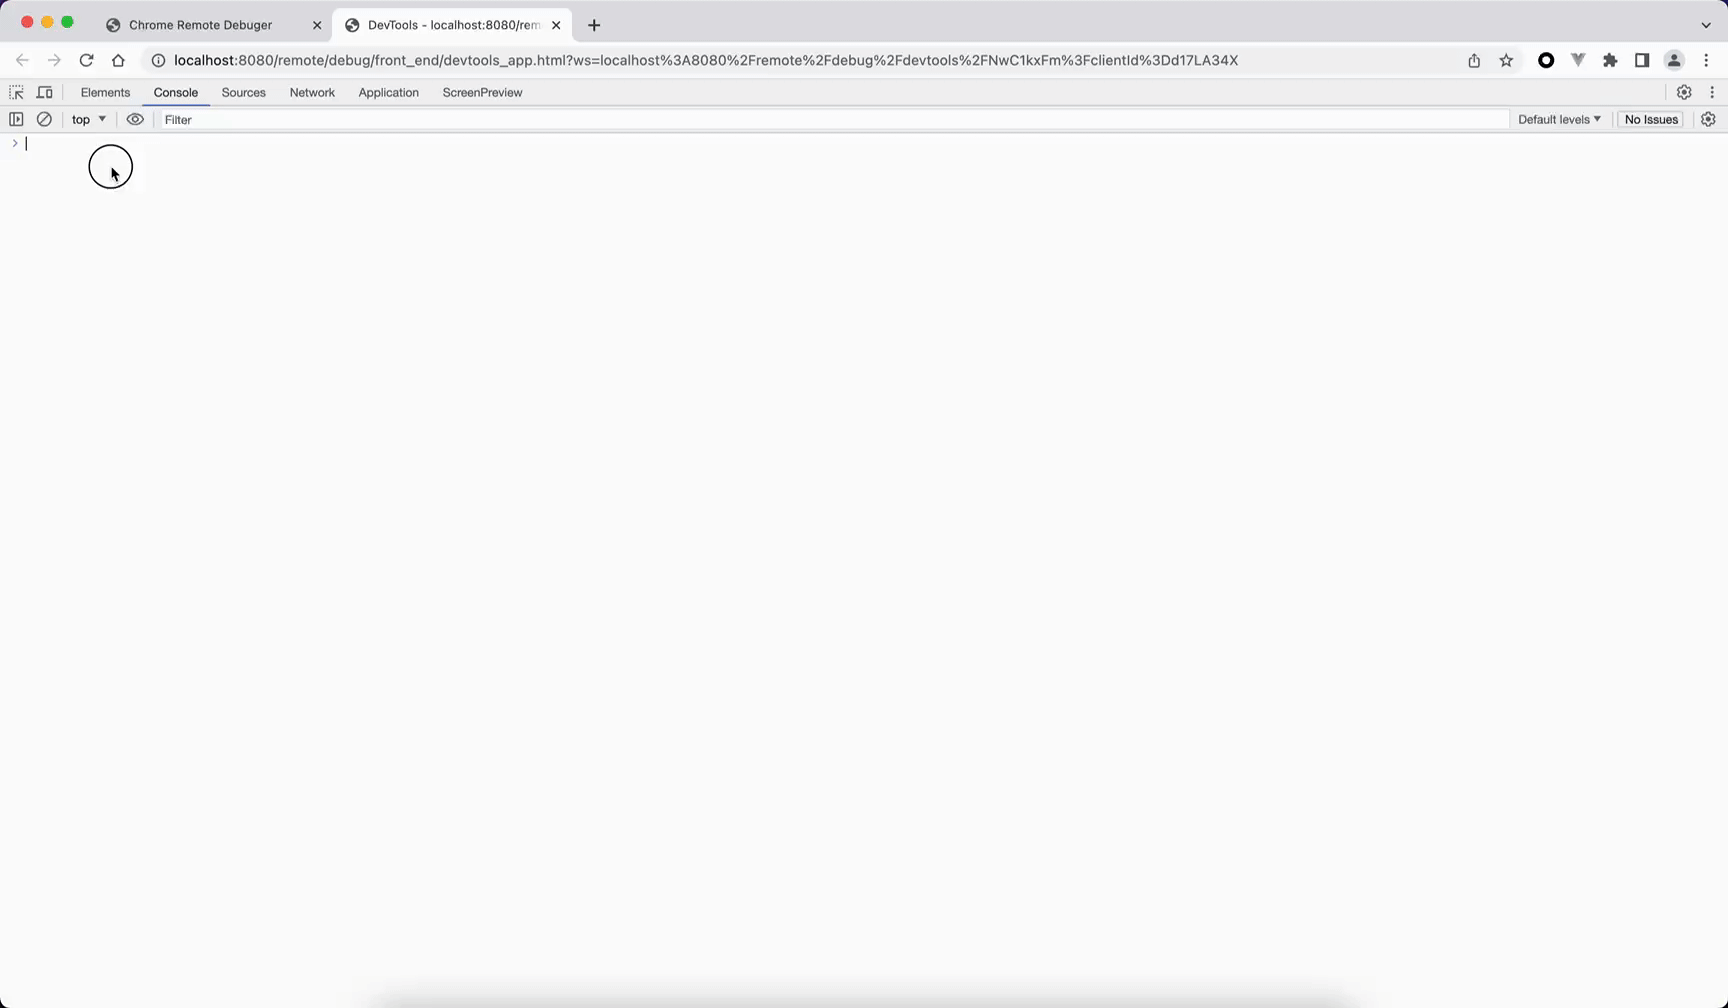 Chrome Remote Debuger
DevTools - localhost:8080/rem
localhost:8080/remote/debug/front_end/devtools_app.html?ws=localhost%3A8080%2Fremote%2Fdebug%2Fdevtools%2FNwC1kxFm%3FclientId%3Dd17LA34X
Elements Console Sources Network Application ScreenPreview
top Filter Default levels No Issues